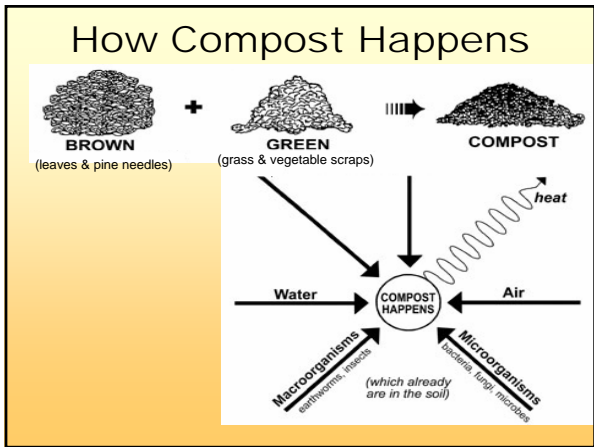 How Compost Happens
+
BROWN
(leaves & pine needles)
GREEN
(grass & vegetable scraps)
COMPOST
heat
Water
COMPOST
HAPPENS
Air
Macroorganisms
earthworms, insects
(which already
are in the soil)
Microorganisms
bacteria, fungi, microbes